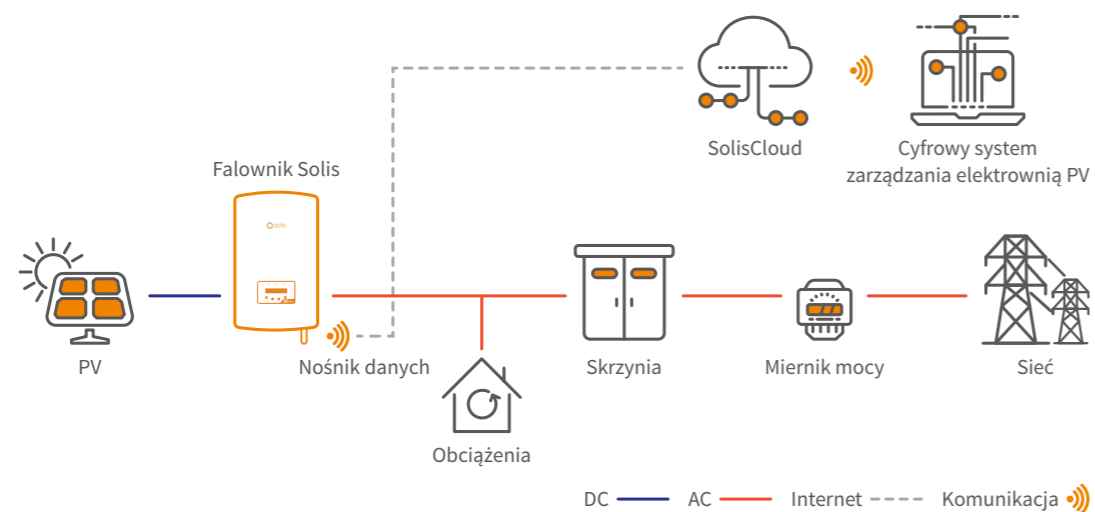 SolisCloud
Cyfrowy system
zarządzania elektrownią PV
Falownik Solis
solis
PV
Nośnik danych
Skrzynia
Miernik mocy
Sieć
Obciążenia
DC
AC
Internet
Komunikacja